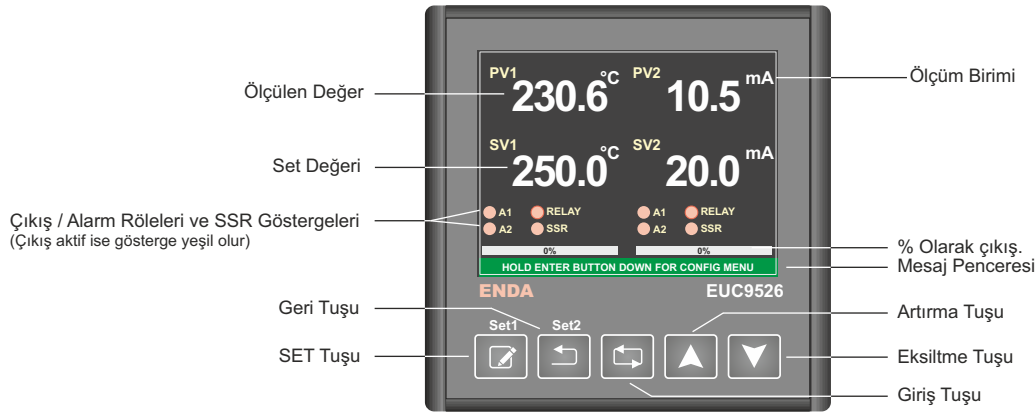 PV1 230.6 °C PV2 10.5 mA
Ölçülen Değer
Ölçüm Birimi
SV1 250.0 °C SV2 20.0 mA
Set Değeri
Çıkış / Alarm Röleleri ve SSR Göstergeleri
(Çıkış aktif ise gösterge yeşil olur)
A1 RELAY A1 RELAY
A2 SSR A2 SSR
0% 0%
% Olarak çıkış.
HOLD ENTER BUTTON DOWN FOR CONFIG MENU
Mesaj Penceresi
ENDA EUC9526
Geri Tuşu
Artırma Tuşu
Set1 Set2
SET Tuşu
Eksiltme Tuşu
Giriş Tuşu